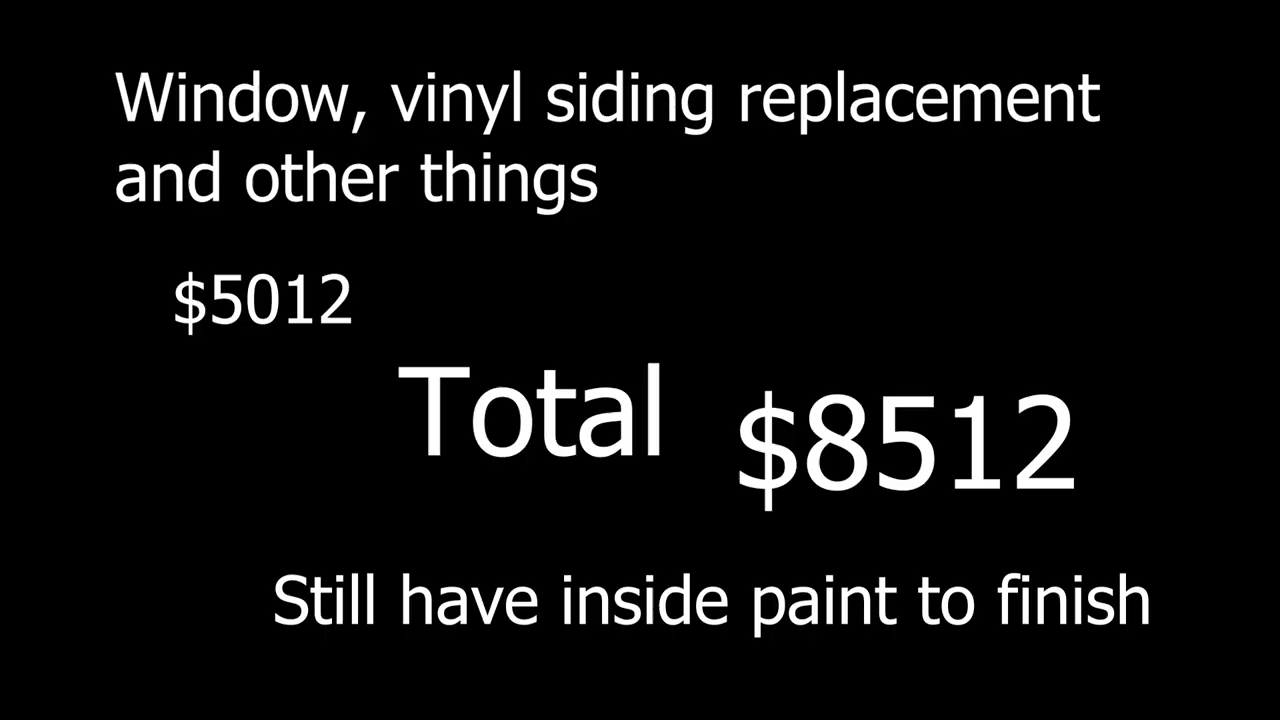 Window, vinyl siding replacement
and other things
$5012
Total
$8512
Still have inside paint to finish